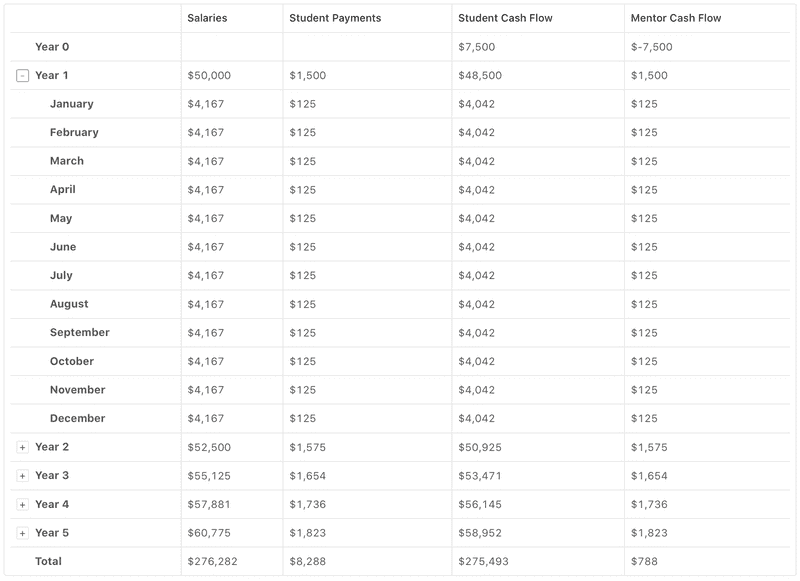 Salaries Student Payments Student Cash Flow Mentor Cash Flow
Year 0 $7,500 $-7,500
- Year 1 $50,000 $1,500 $48,500 $1,500
January $4,167 $125 $4,042 $125
February $4,167 $125 $4,042 $125
March $4,167 $125 $4,042 $125
April $4,167 $125 $4,042 $125
May $4,167 $125 $4,042 $125
June $4,167 $125 $4,042 $125
July $4,167 $125 $4,042 $125
August $4,167 $125 $4,042 $125
September $4,167 $125 $4,042 $125
October $4,167 $125 $4,042 $125
November $4,167 $125 $4,042 $125
December $4,167 $125 $4,042 $125
+ Year 2 $52,500 $1,575 $50,925 $1,575
+ Year 3 $55,125 $1,654 $53,471 $1,654
+ Year 4 $57,881 $1,736 $56,145 $1,736
+ Year 5 $60,775 $1,823 $58,952 $1,823
Total $276,282 $8,288 $275,493 $788